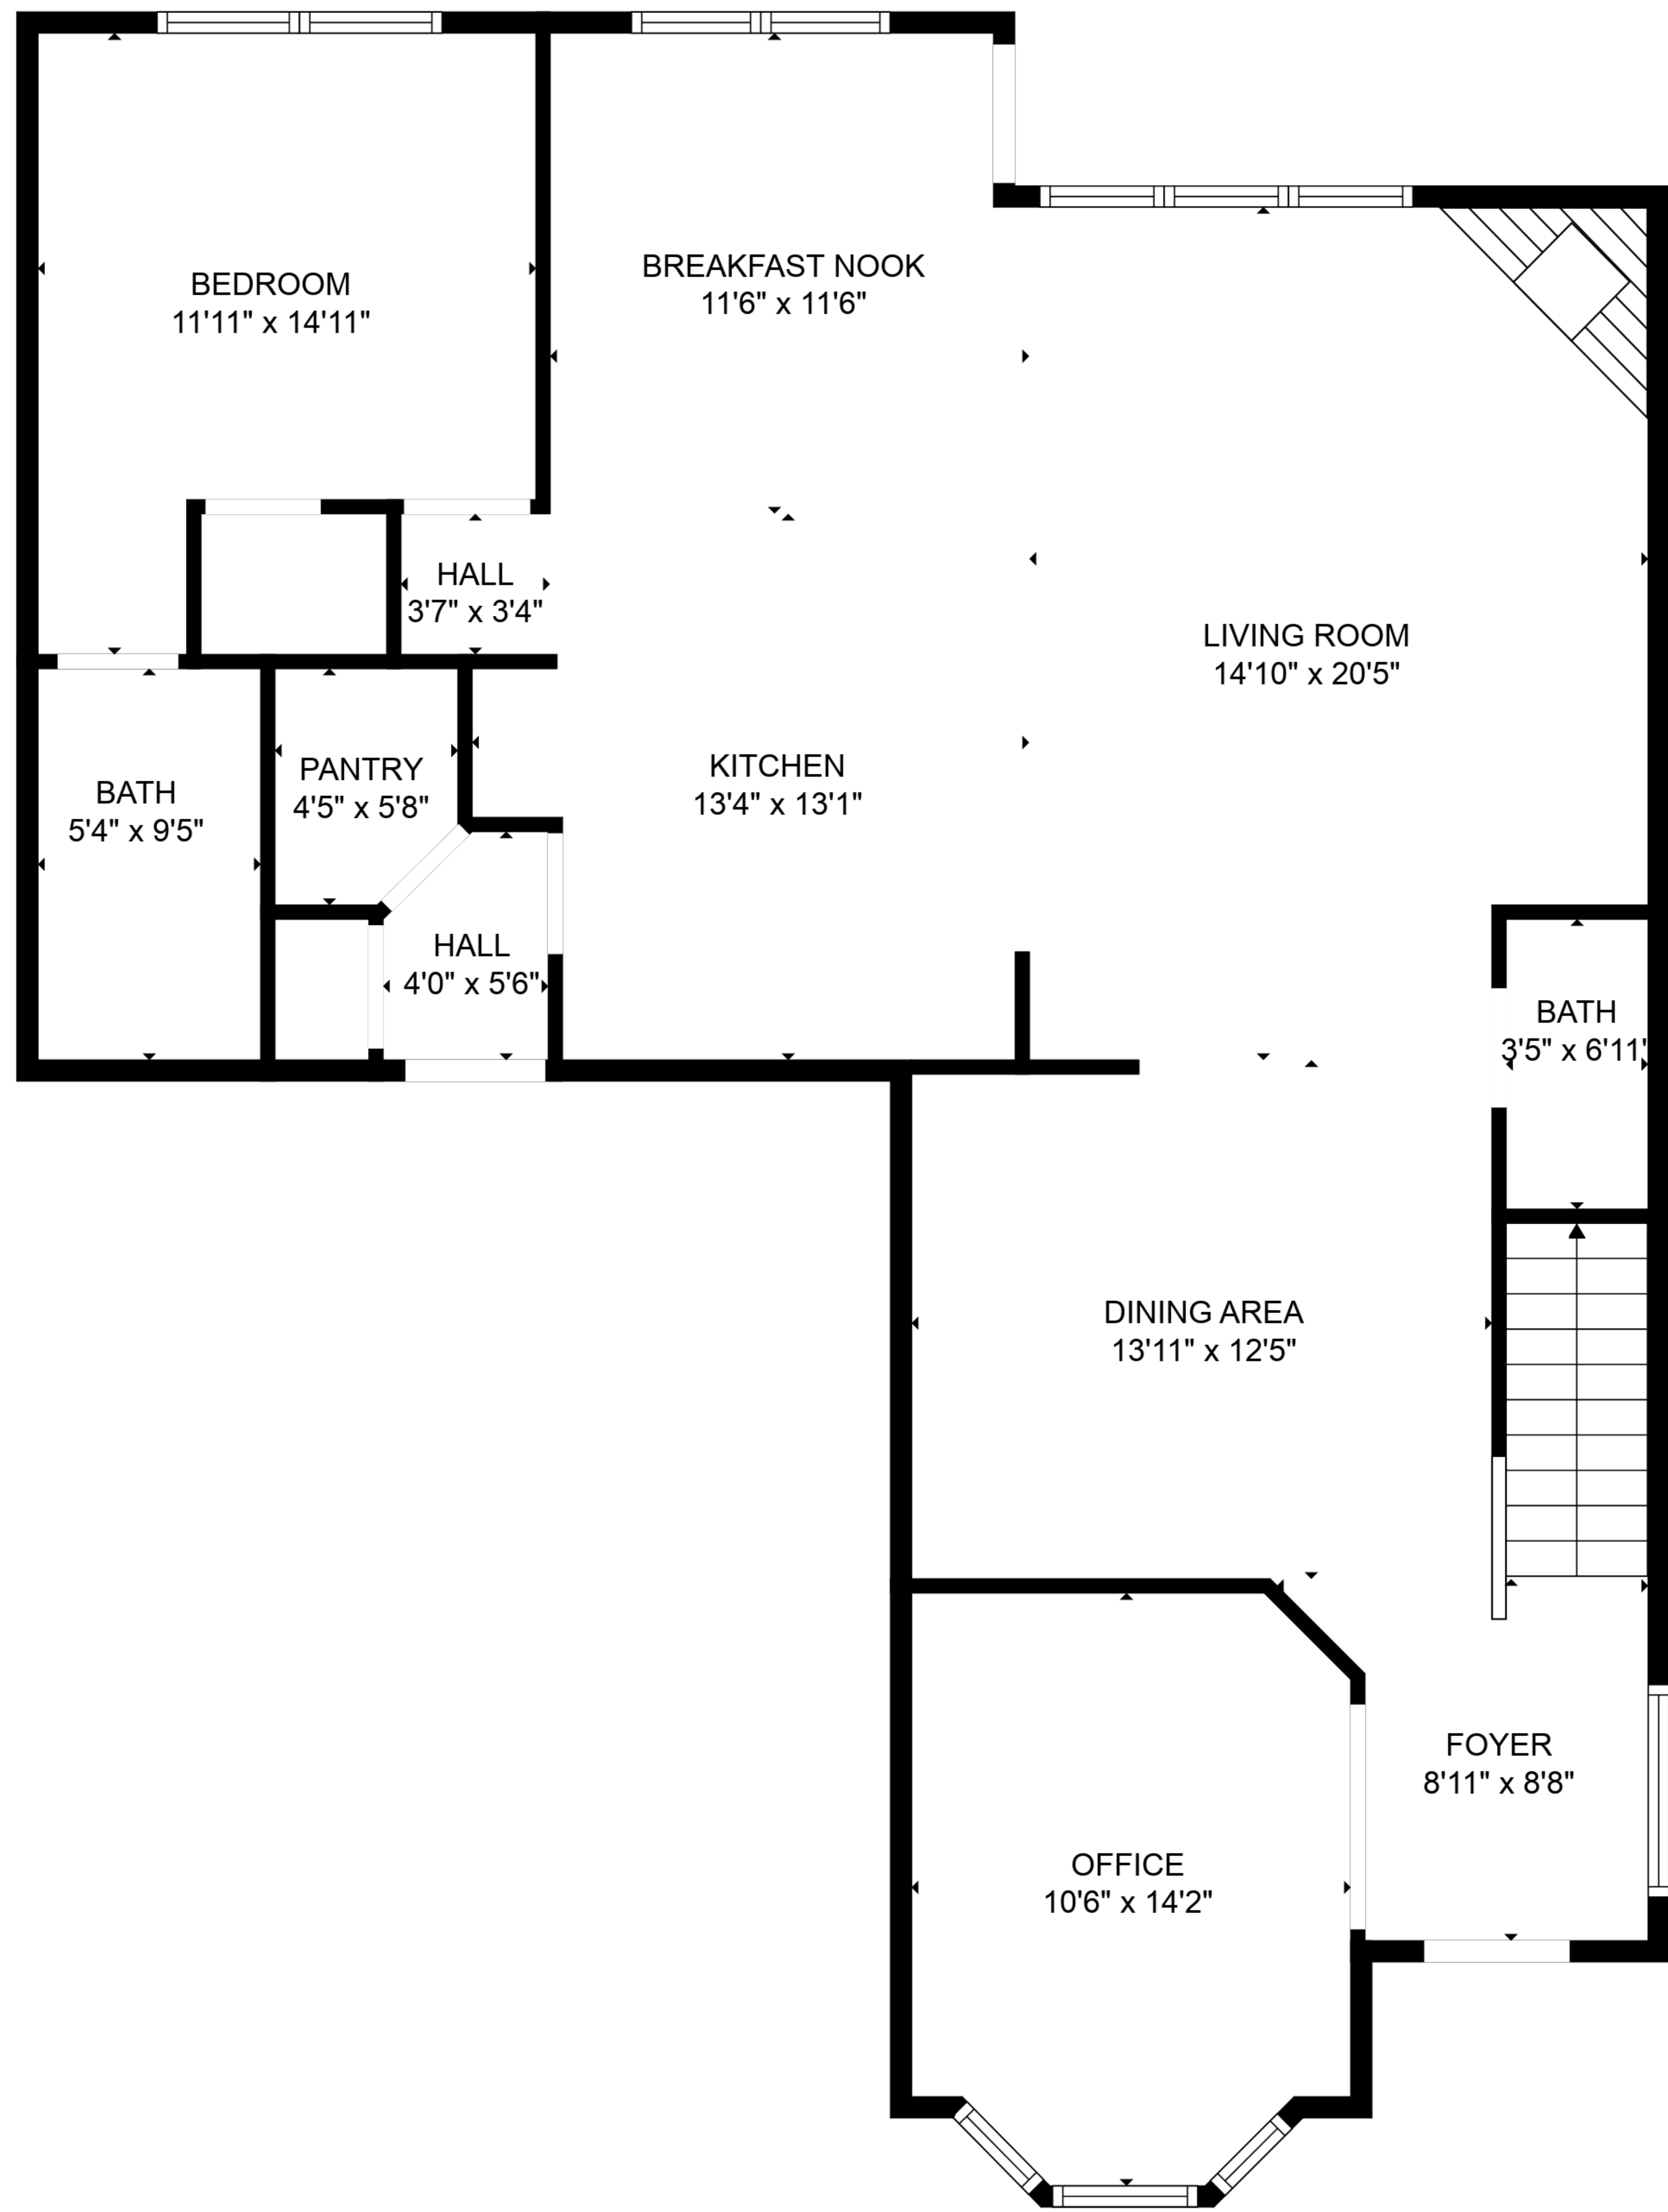 BREAKFAST NOOK
11'6" x 11'6"
BEDROOM
11'11" x 14'11"
HALL
3'7" x 3'4"
LIVING ROOM
14'10" x 20'5"
PANTRY
4'5" x 5'8"
KITCHEN
13'4" x 13'1"
BATH
5'4" x 9'5"
HALL
4'0" x 5'6"
BATH
3'5" x 6'11'
DINING AREA
13'11" x 12'5"
FOYER
8'11" x 8'8"
OFFICE
10'6" x 14'2"